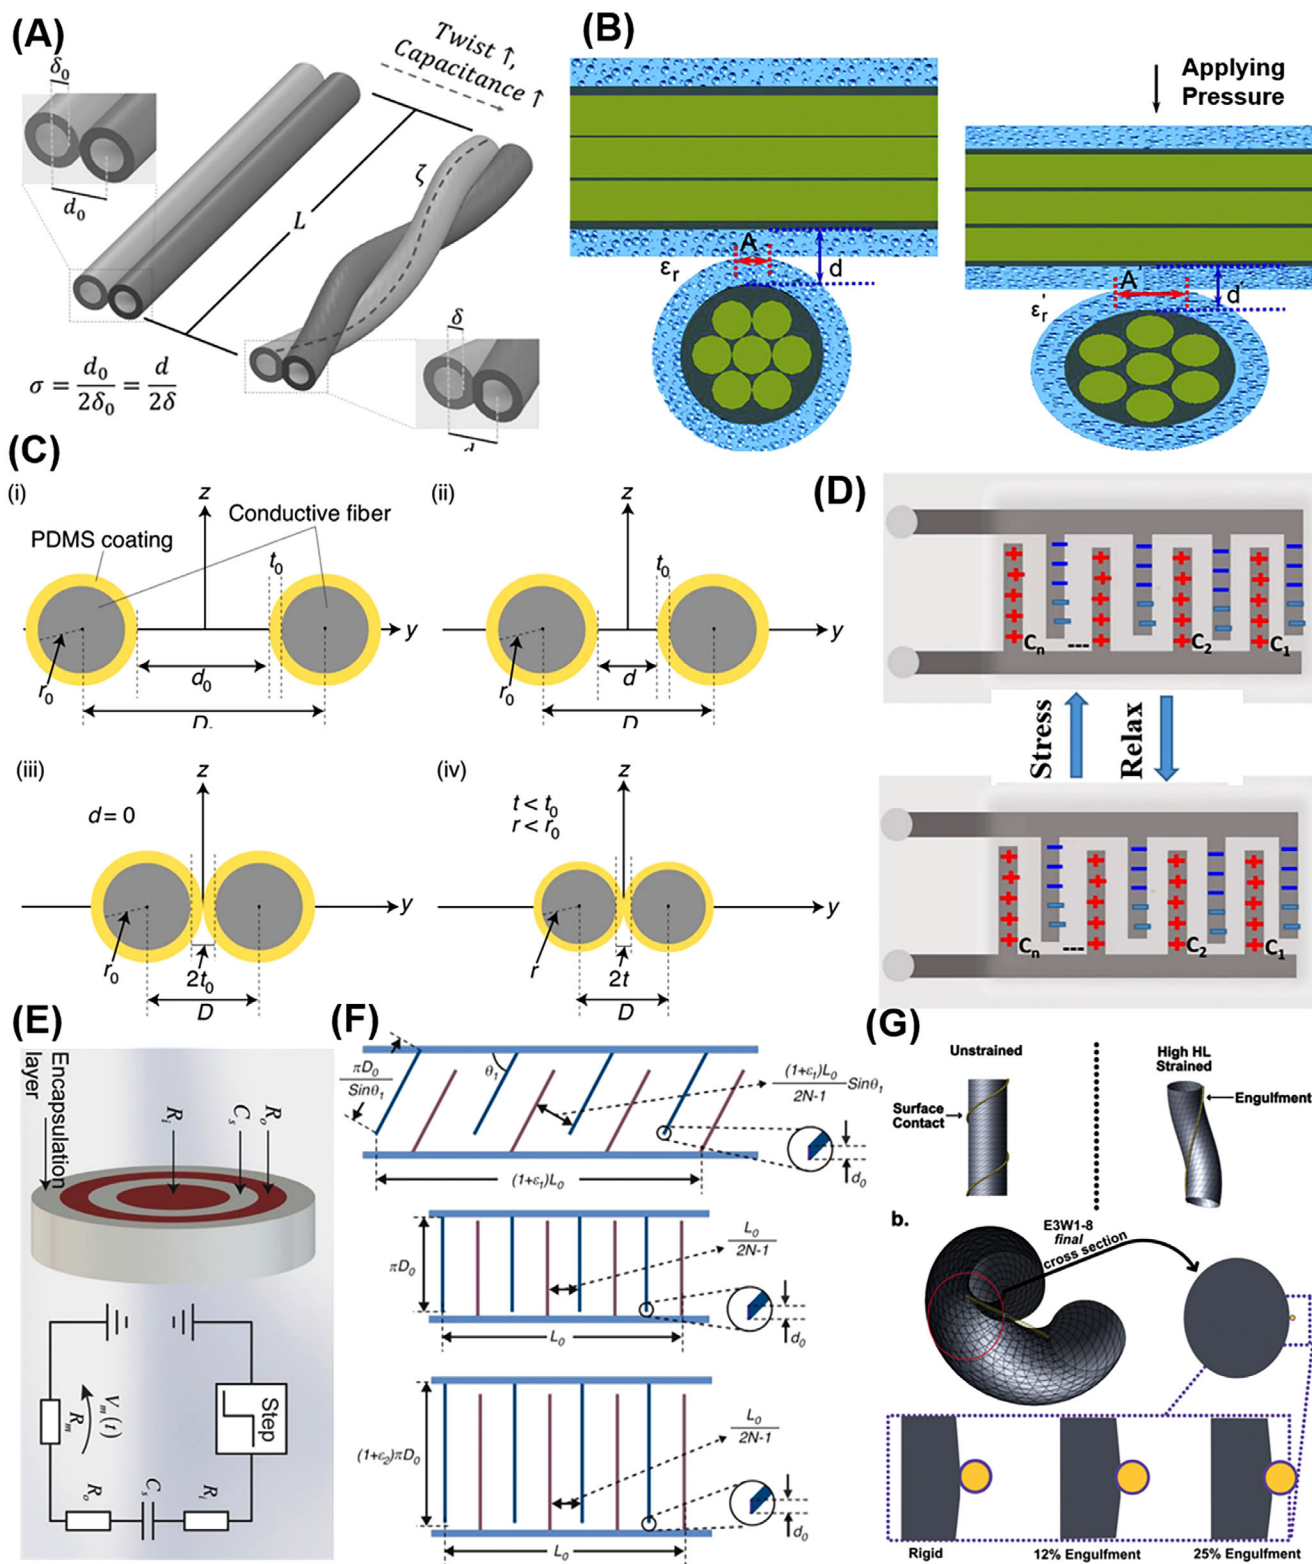 (A)
δ₀
d₀
Twist ↑,
Capacitance ↑
L
ζ
δ
σ = d₀/2δ₀ = d/2δ
(B)
Applying
Pressure
A
εᵣ
d
A'
εᵣ'
d'
(C)
(i)
z
Conductive fiber
PDMS coating
t₀
y
r₀
d₀
(ii)
z
t₀
y
r₀
d
D
(iii)
z
d = 0
y
r₀
2t₀
D
(iv)
z
t < t₀
r < r₀
y
r
2t
D
(D)
Cₙ
---
C₂
C₁
Stress
Relax
Cₙ
---
C₂
C₁
(E)
Encapsulation
layer
Rᵢ
Cₛ
Rₒ
Vₘ(t)
Rₘ
Step
Rₒ
Cₛ
Rᵢ
(F)
πD₀/Sinθ₁
θ₁
(1+ε₁)L₀/2N-1 Sinθ₁
d₀
(1+ε₁)L₀
πD₀
L₀/2N-1
d₀
L₀
(1+ε₂)πD₀
L₀/2N-1
d₀
L₀
(G)
Unstrained
High HL
Strained
Surface
Contact
Engulfment
b.
E3W1-8
final
cross section
Rigid
12% Engulfment
25% Engulfment